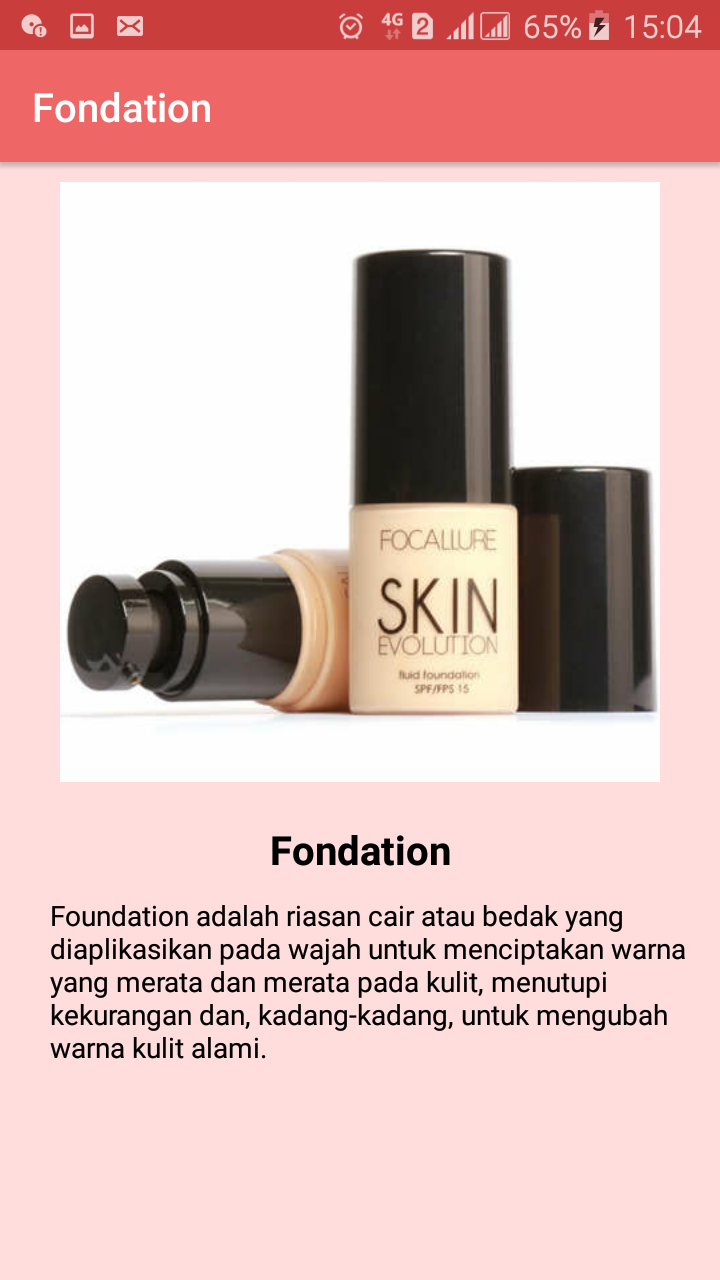 4G 2 65% 15:04
Fondation
FOCALLURE
SKIN
EVOLUTION
fluid foundation
SPF/FPS 15
Fondation
Foundation adalah riasan cair atau bedak yang
diaplikasikan pada wajah untuk menciptakan warna
yang merata dan merata pada kulit, menutupi
kekurangan dan, kadang-kadang, untuk mengubah
warna kulit alami.